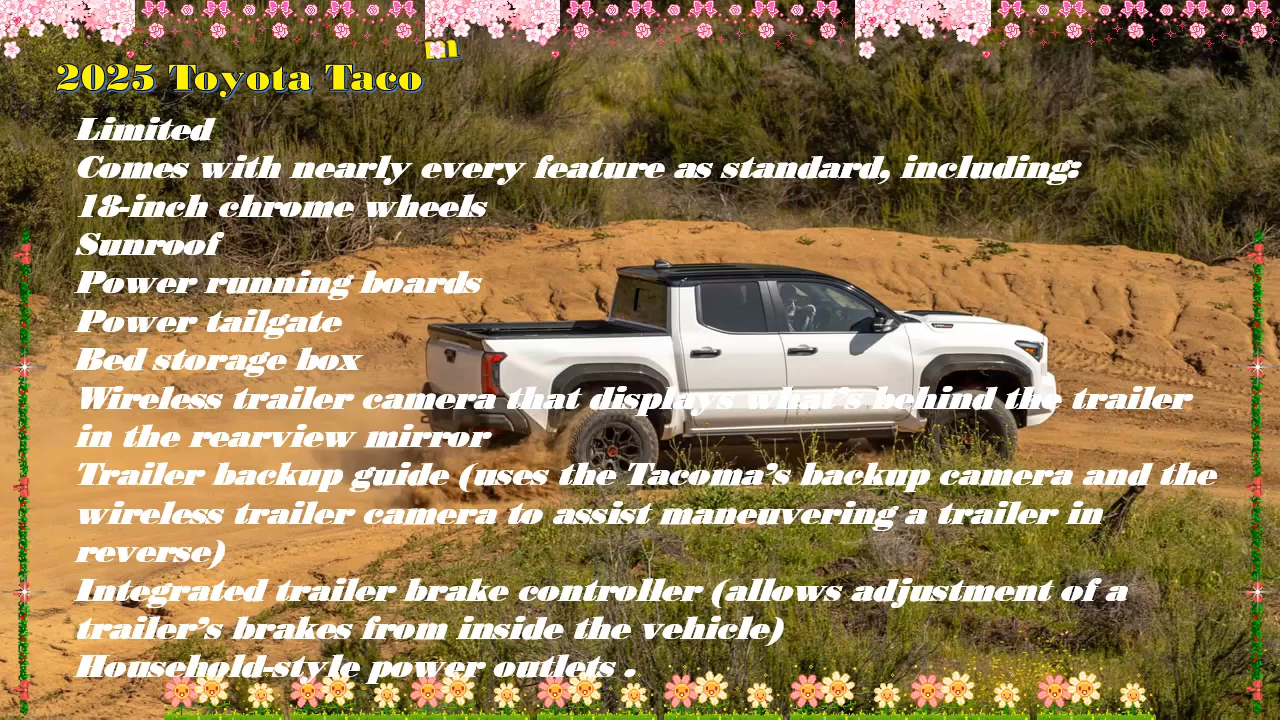 2025 Toyota Tacom
Limited
Comes with nearly every feature as standard, including:
18-inch chrome wheels
Sunroof
Power running boards
Power tailgate
Bed storage box
Wireless trailer camera that displays what’s behind the trailer
in the rearview mirror
Trailer backup guide (uses the Tacoma’s backup camera and the
wireless trailer camera to assist maneuvering a trailer in
reverse)
Integrated trailer brake controller (allows adjustment of a
trailer’s brakes from inside the vehicle)
Household-style power outlets .